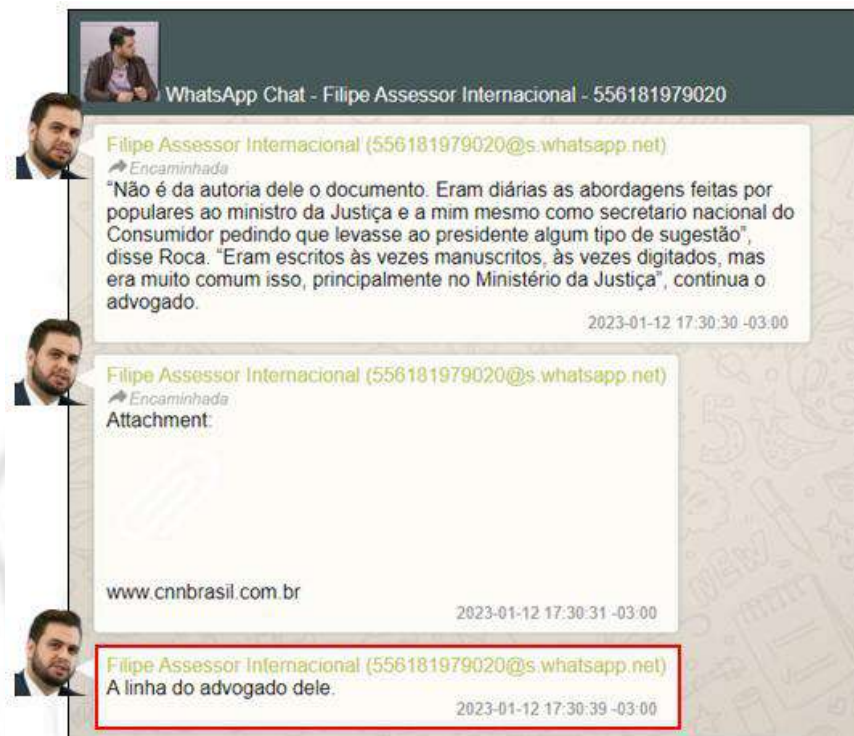 WhatsApp Chat - Filipe Assessor Internacional - 556181979020
Filipe Assessor Internacional (556181979020@s.whatsapp.net)
Encaminhada
“Não é da autoria dele o documento. Eram diárias as abordagens feitas por
populares ao ministro da Justiça e a mim mesmo como secretario nacional do
Consumidor pedindo que levasse ao presidente algum tipo de sugestão”,
disse Roca. “Eram escritos às vezes manuscritos, às vezes digitados, mas
era muito comum isso, principalmente no Ministério da Justiça”, continua o
advogado.
2023-01-12 17:30:30 -03:00
Filipe Assessor Internacional (556181979020@s.whatsapp.net)
Encaminhada
Attachment:
www.cnnbrasil.com.br
2023-01-12 17:30:31 -03:00
Filipe Assessor Internacional (556181979020@s.whatsapp.net)
A linha do advogado dele.
2023-01-12 17:30:39 -03:00